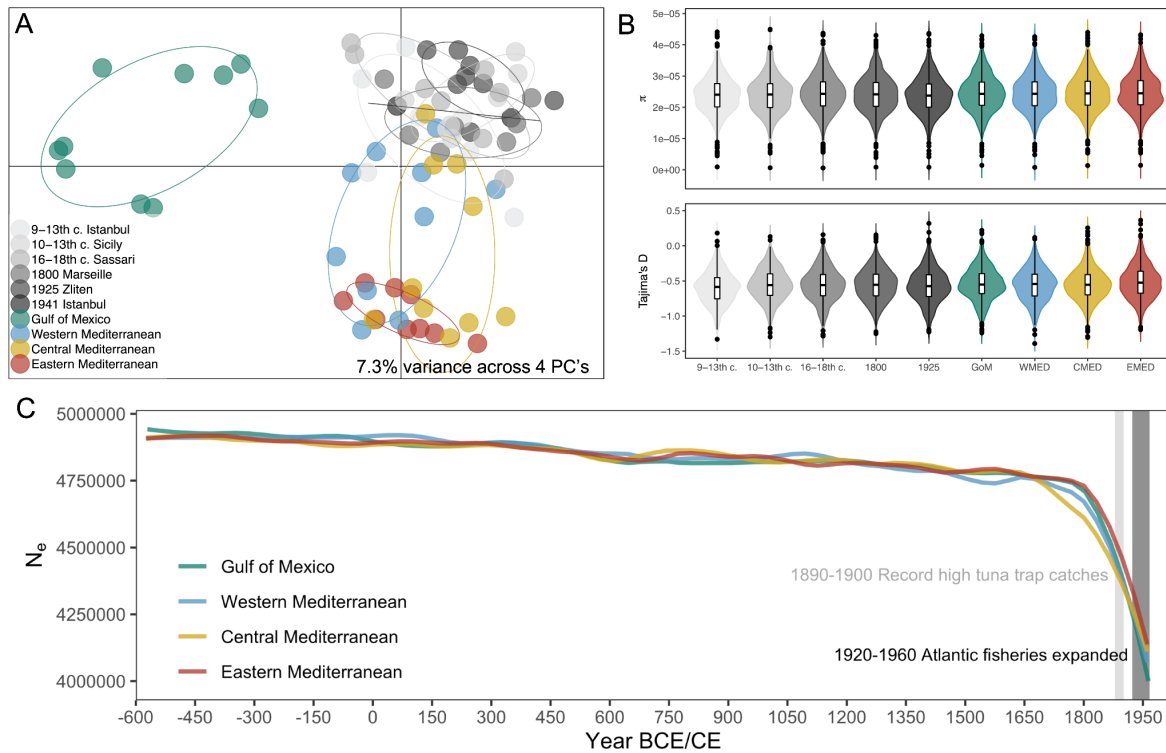 A
9–13th c. Istanbul
10–13th c. Sicily
16–18th c. Sassari
1800 Marseille
1925 Zliten
1941 Istanbul
Gulf of Mexico
Western Mediterranean
Central Mediterranean
Eastern Mediterranean
7.3% variance across 4 PC's
B
5e−05
4e−05
3e−05
2e−05
1e−05
0e+00
π
0.5
0.0
−0.5
−1.0
−1.5
Tajima's D
9–13th c.
10–13th c.
16–18th c.
1800
1925
GoM
WMED
CMED
EMED
C
5000000
4750000
4500000
4250000
4000000
Ne
Gulf of Mexico
Western Mediterranean
Central Mediterranean
Eastern Mediterranean
1890-1900 Record high tuna trap catches
1920-1960 Atlantic fisheries expanded
-600 -450 -300 -150 0 150 300 450 600 750 900 1050 1200 1350 1500 1650 1800 1950
Year BCE/CE